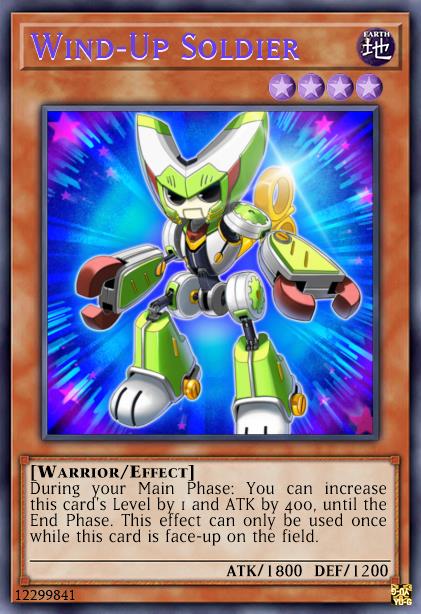 Wind-Up Soldier
EARTH
地
[Warrior/Effect]
During your Main Phase: You can increase
this card's Level by 1 and ATK by 400, until the
End Phase. This effect can only be used once
while this card is face-up on the field.
ATK/1800 DEF/1200
12299841